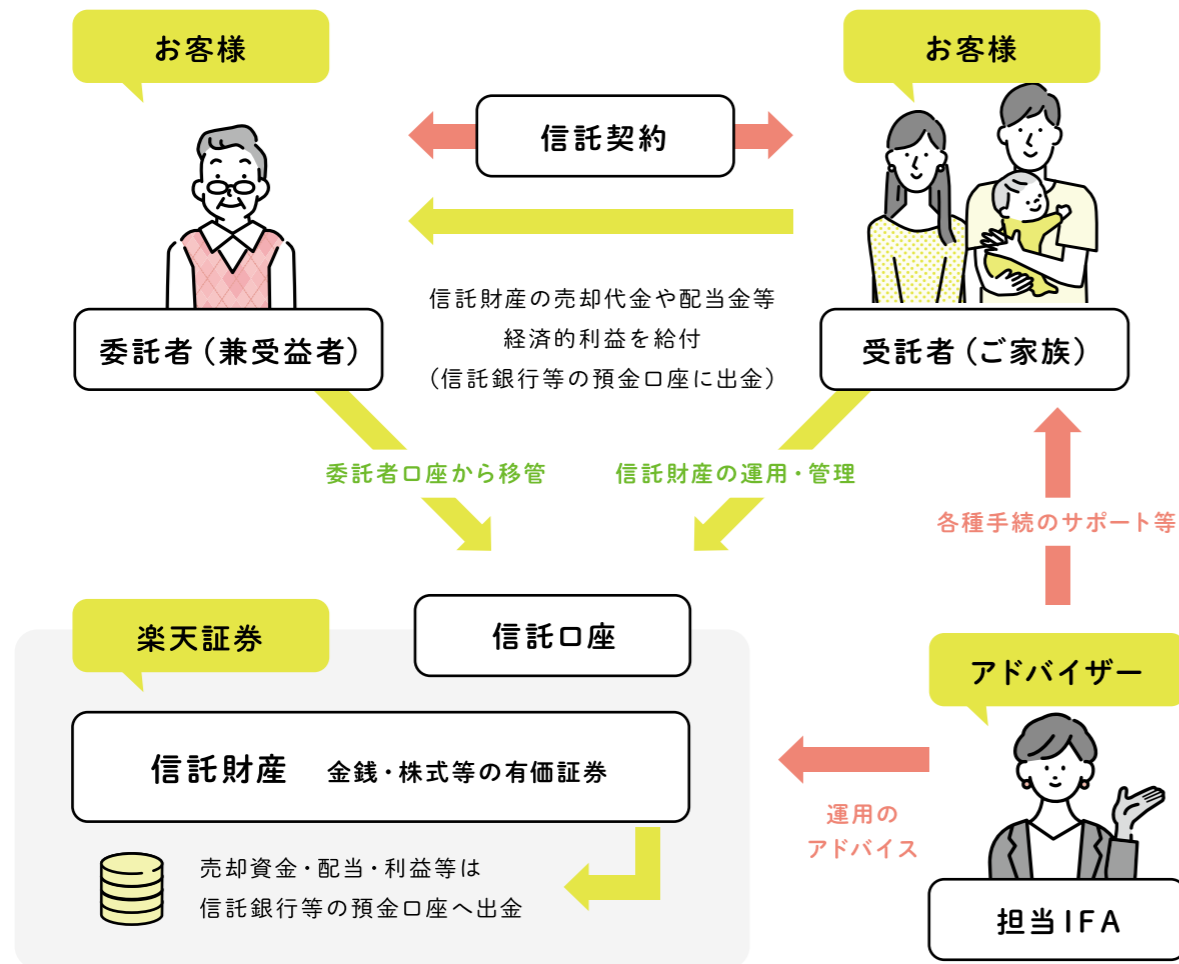 お客様
お客様
信託契約
信託財産の売却代金や配当金等
経済的利益を給付
(信託銀行等の預金口座に出金)
委託者(兼受益者)
受託者(ご家族)
委託者口座から移管
信託財産の運用・管理
各種手続のサポート等
楽天証券
信託口座
アドバイザー
信託財産 金銭・株式等の有価証券
運用の
アドバイス
売却資金・配当・利益等は
信託銀行等の預金口座へ出金
担当IFA